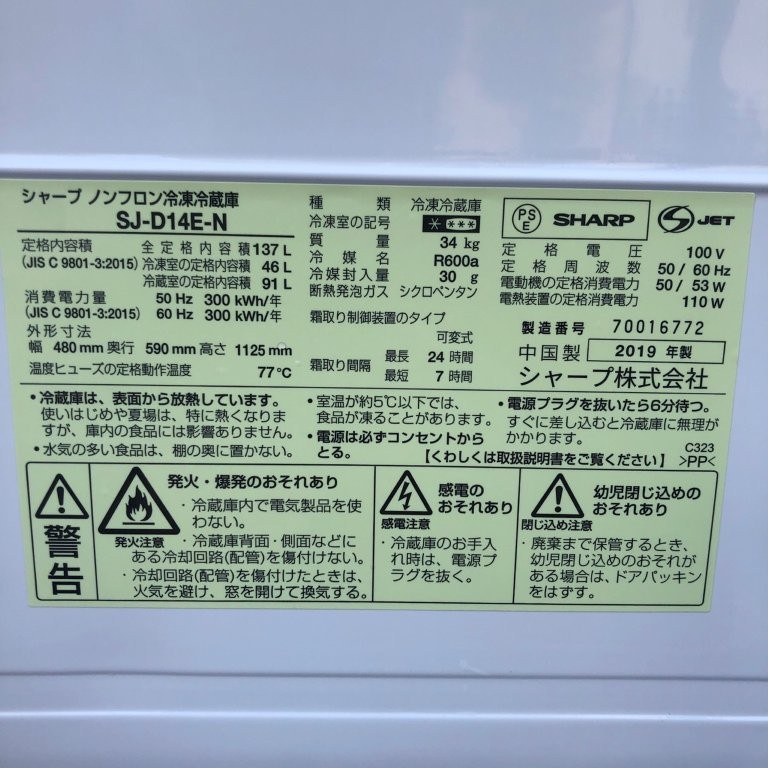 シャープ ノンフロン冷凍冷蔵庫
SJ-D14E-N
定格内容積 全定格内容積 137 L
(JIS C 9801-3:2015) 冷凍室の定格内容積 46 L
冷蔵室の定格内容積 91 L
消費電力量 50 Hz 300 kWh/年
(JIS C 9801-3:2015) 60 Hz 300 kWh/年
外形寸法
幅 480 mm 奥行 590 mm 高さ 1125 mm
温度ヒューズの定格動作温度 77℃
種類 冷凍冷蔵庫
冷凍室の記号 * ***
質量 34 kg
冷媒名 R600a
冷媒封入量 30 g
断熱発泡ガス シクロペンタン
霜取り制御装置のタイプ
可変式
霜取り間隔 最長 24 時間
最短 7 時間
PSE SHARP S JET
定格電圧 100 V
定格周波数 50 / 60 Hz
電動機の定格消費電力 50 / 53 W
電熱装置の定格消費電力 110 W
製造番号 70016772
中国製 2019 年製
シャープ株式会社
・冷蔵庫は、表面から放熱しています。
使いはじめや夏場は、特に熱くなりま
すが、庫内の食品には影響ありません。
・水気の多い食品は、棚の奥に置かない。
・室温が約5℃以下では、
食品が凍ることがあります。
・電源は必ずコンセントから
とる。
・電源プラグを抜いたら6分待つ。
すぐに差し込むと冷蔵庫に無理が
かかります。
【くわしくは取扱説明書をご覧ください】
C323
>PP<
警告
発火・爆発のおそれあり
発火注意
・冷蔵庫内で電気製品を使
わない。
・冷蔵庫背面・側面などに
ある冷却回路(配管)を傷付けない。
・冷却回路(配管)を傷付けたときは、
火気を避け、窓を開けて換気する。
感電の
おそれあり
感電注意
・冷蔵庫のお手入
れ時は、電源プ
ラグを抜く。
幼児閉じ込めの
おそれあり
閉じ込め注意
・廃棄まで保管するとき、
幼児閉じ込めのおそれが
ある場合は、ドアパッキン
をはずす。